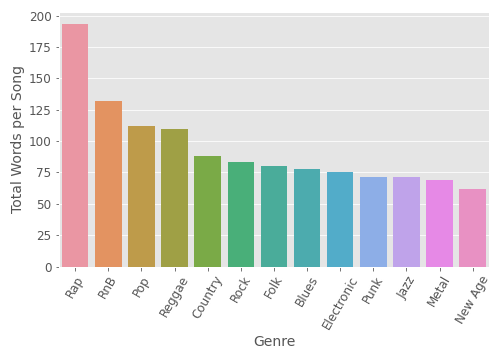 200
175
150
125
100
75
50
25
0
Total Words per Song
Rap
RnB
Pop
Reggae
Country
Rock
Folk
Blues
Electronic
Punk
Jazz
Metal
New Age
Genre